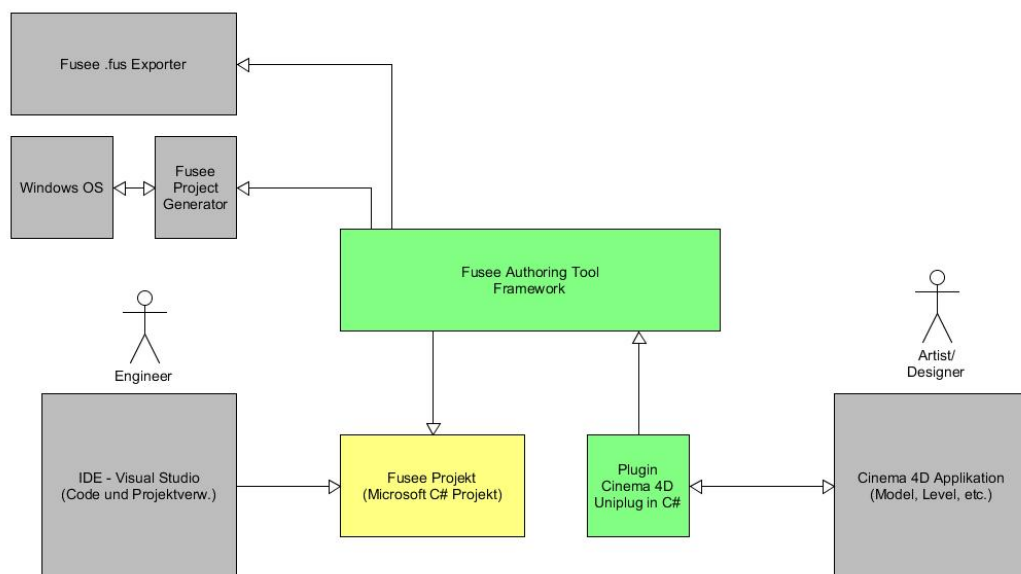 Fusee .fus Exporter
Windows OS
Fusee
Project
Generator
Fusee Authoring Tool
Framework
Engineer
Artist/
Designer
IDE - Visual Studio
(Code und Projektverw.)
Fusee Projekt
(Microsoft C# Projekt)
Plugin
Cinema 4D
Uniplug in C#
Cinema 4D Applikation
(Model, Level, etc.)